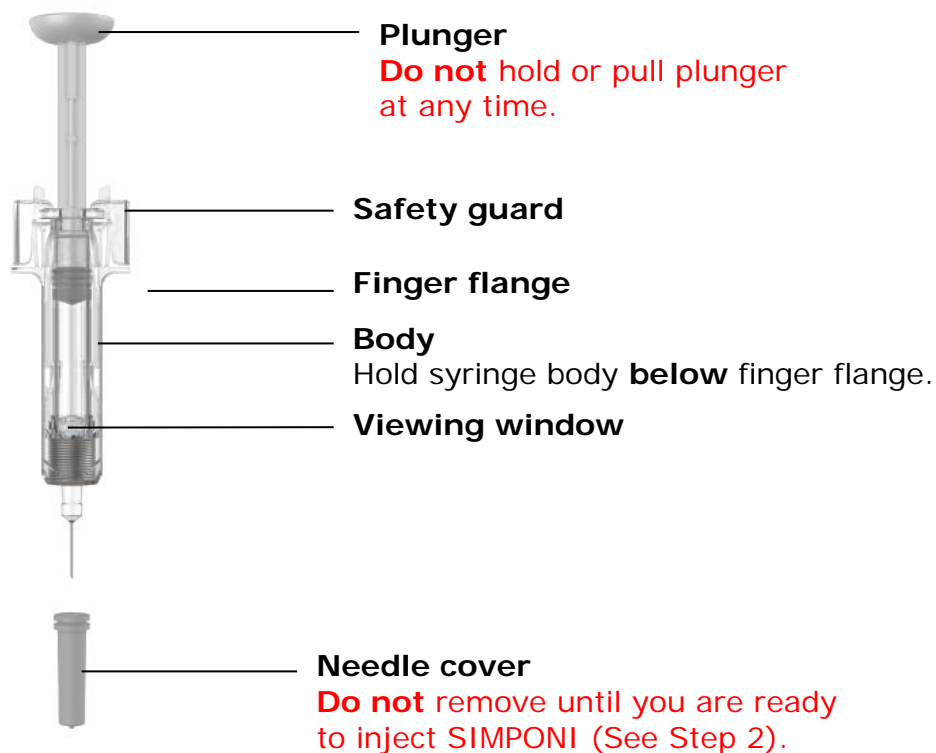 Plunger
Do not hold or pull plunger
at any time.
Safety guard
Finger flange
Body
Hold syringe body below finger flange.
Viewing window
Needle cover
Do not remove until you are ready
to inject SIMPONI (See Step 2).